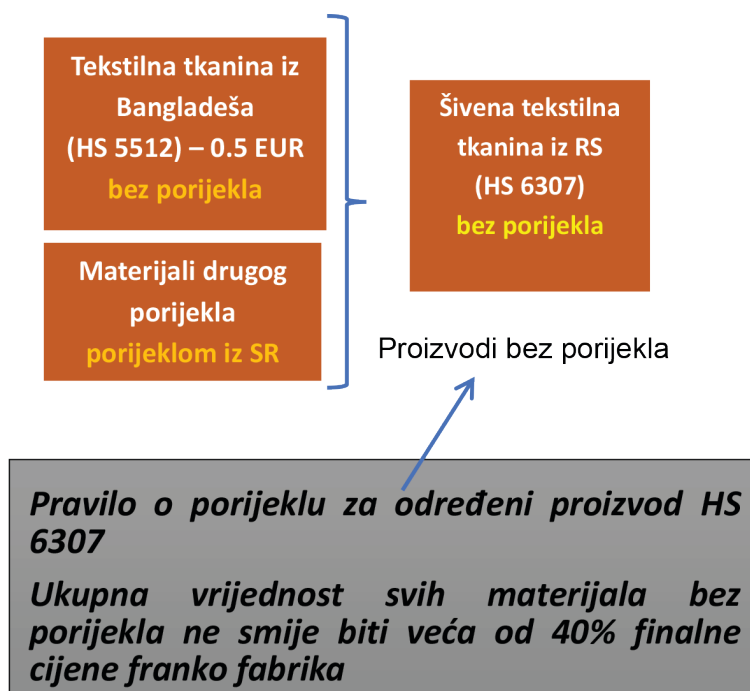 Tekstilna tkanina iz
Bangladeša
(HS 5512) – 0.5 EUR
bez porijekla
Materijali drugog
porijekla
porijeklom iz SR
Šivena tekstilna
tkanina iz RS
(HS 6307)
bez porijekla
Proizvodi bez porijekla
Pravilo o porijeklu za određeni proizvod HS
6307
Ukupna vrijednost svih materijala bez
porijekla ne smije biti veća od 40% finalne
cijene franko fabrika